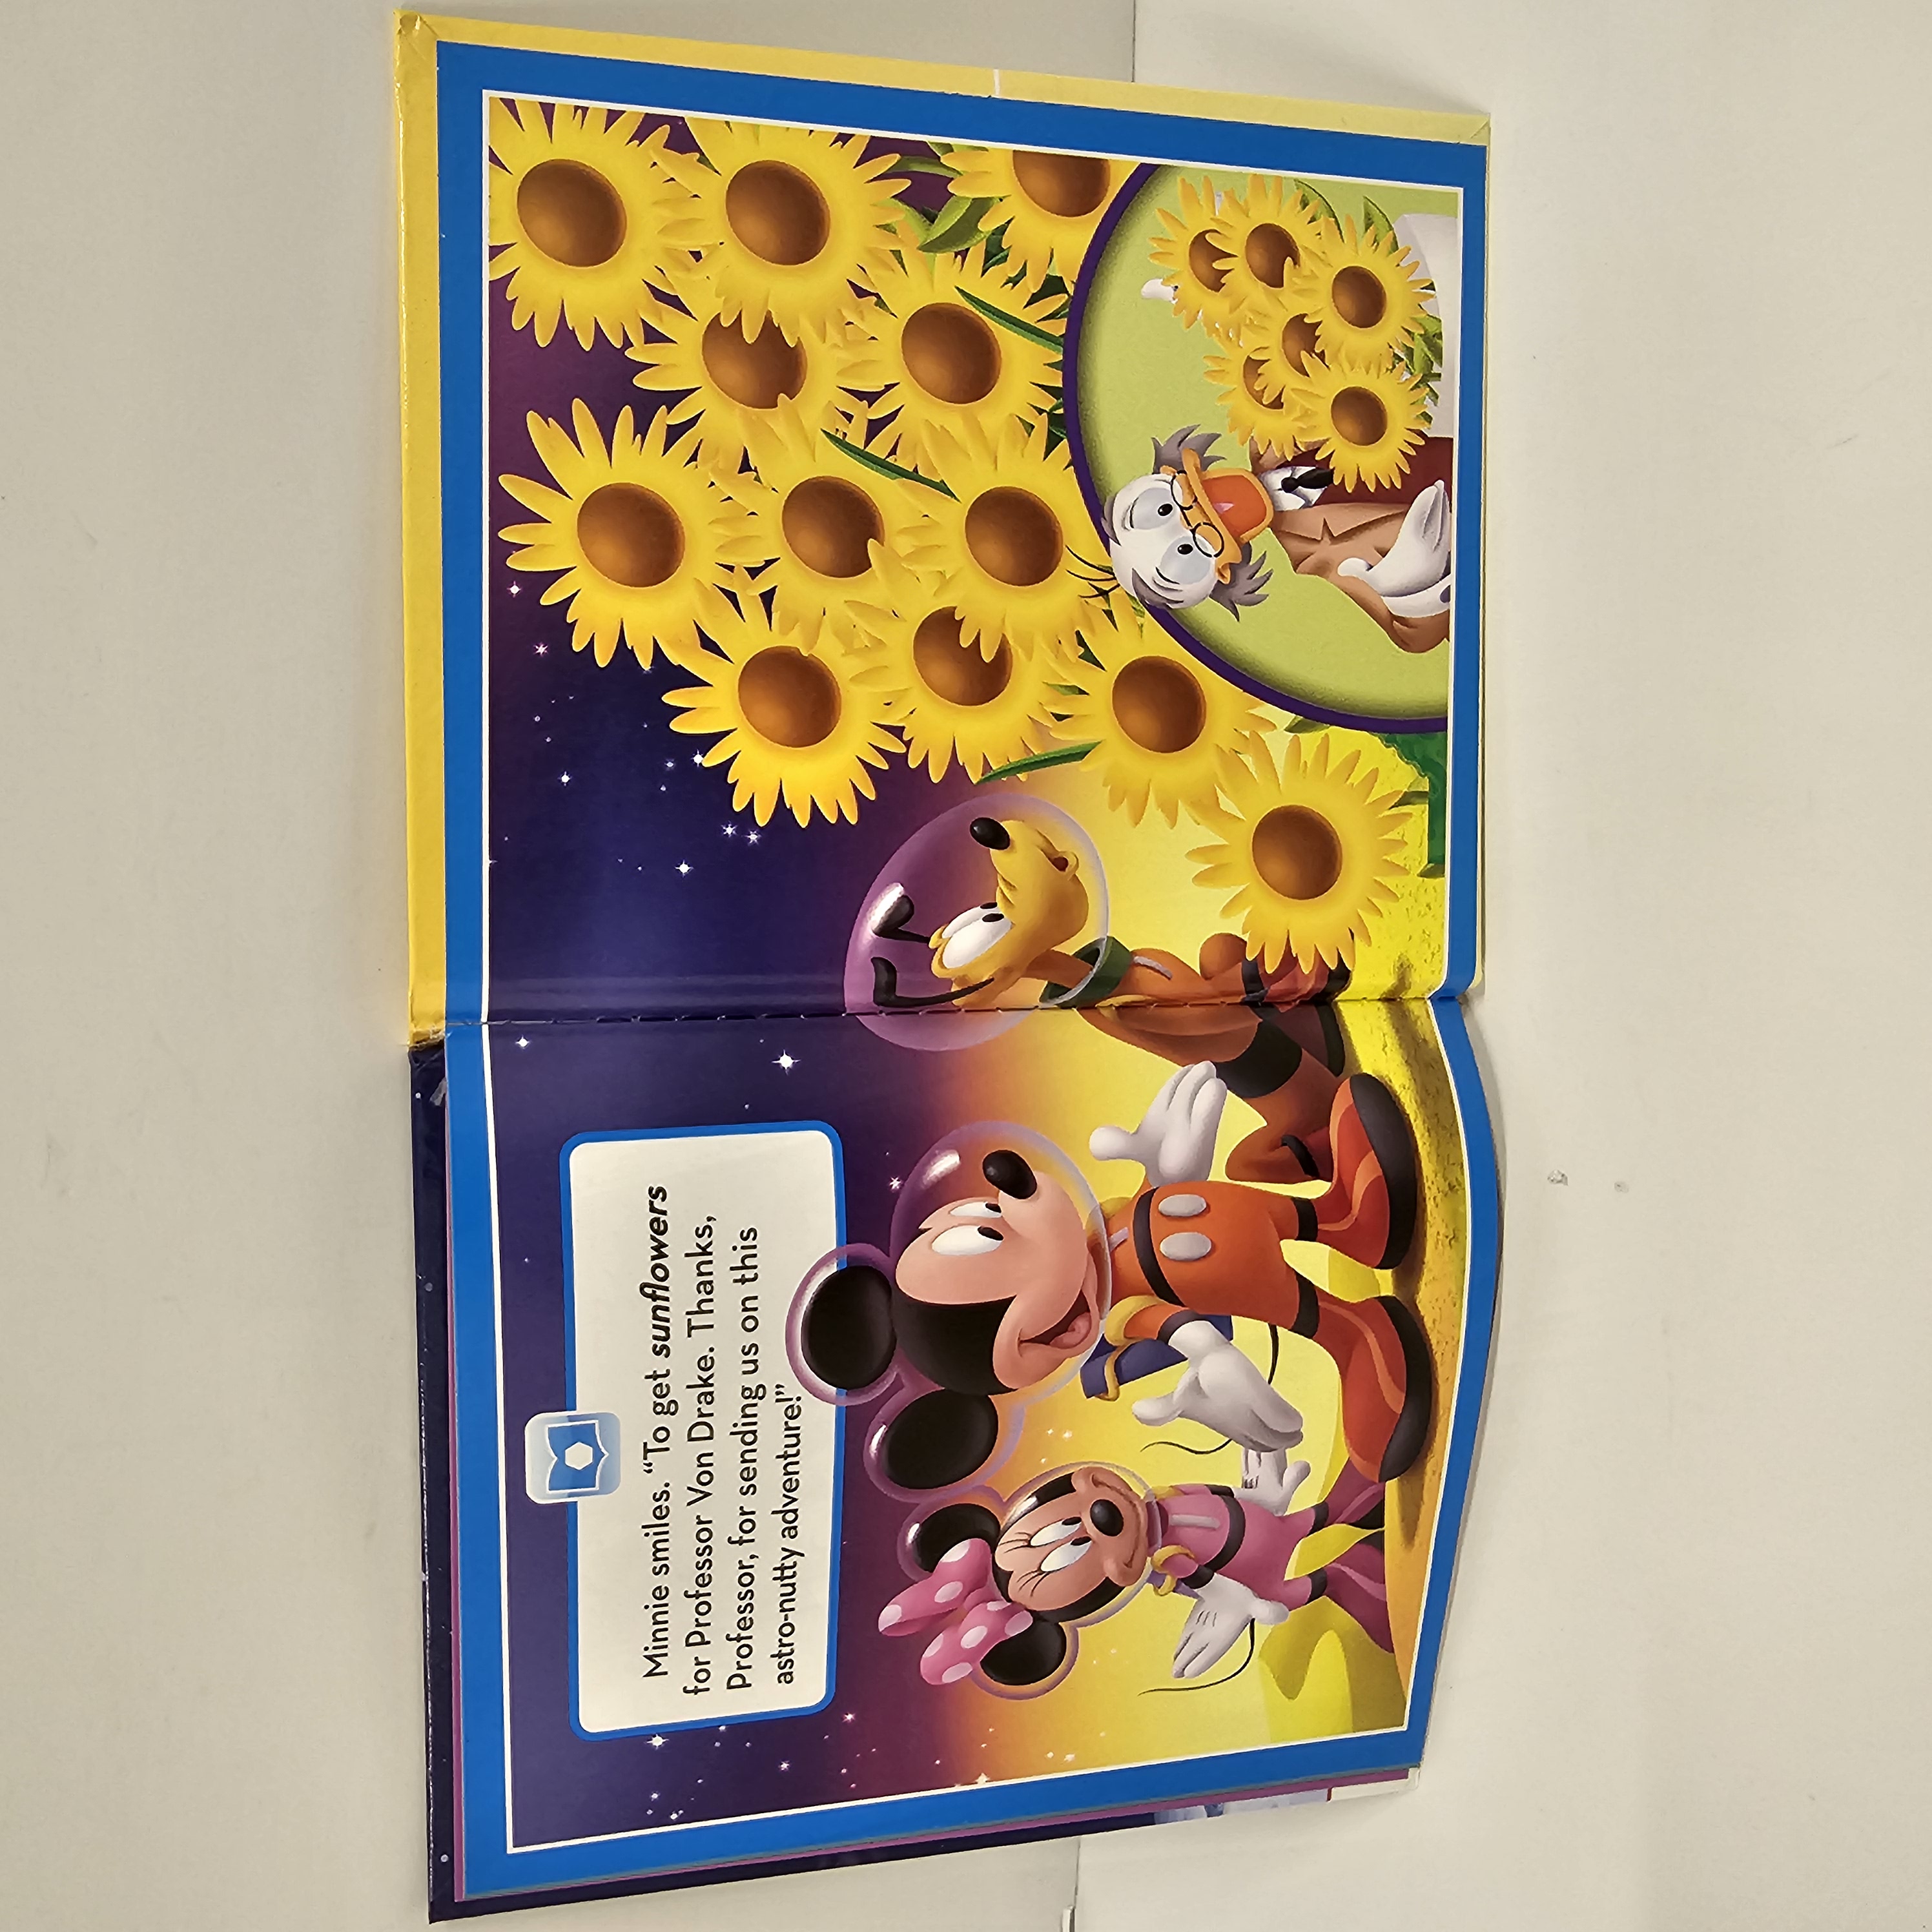 Minnie smiles. “To get sunflowers
for Professor Von Drake. Thanks,
Professor, for sending us on this
astro-nutty adventure!”